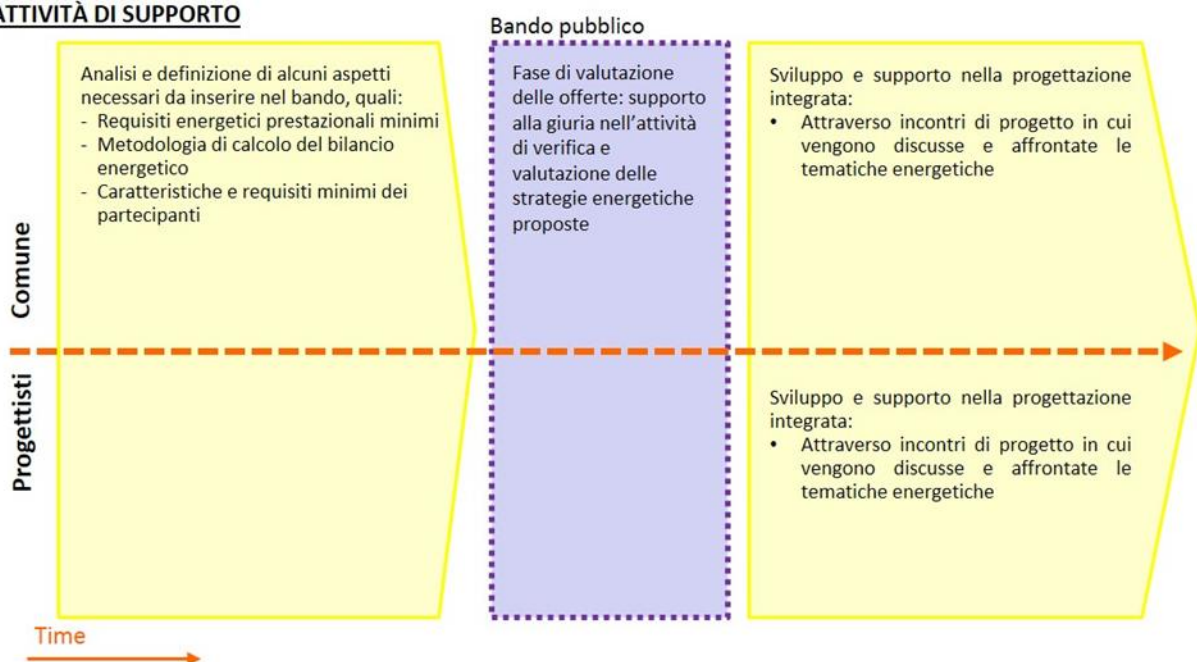 ATTIVITÀ DI SUPPORTO
Bando pubblico
Analisi e definizione di alcuni aspetti
necessari da inserire nel bando, quali:
- Requisiti energetici prestazionali minimi
- Metodologia di calcolo del bilancio
energetico
- Caratteristiche e requisiti minimi dei
partecipanti
Fase di valutazione
delle offerte: supporto
alla giuria nell'attività
di verifica e
valutazione delle
strategie energetiche
proposte
Sviluppo e supporto nella progettazione
integrata:
• Attraverso incontri di progetto in cui
vengono discusse e affrontate le
tematiche energetiche
Comune
Progettisti
Sviluppo e supporto nella progettazione
integrata:
• Attraverso incontri di progetto in cui
vengono discusse e affrontate le
tematiche energetiche
Time